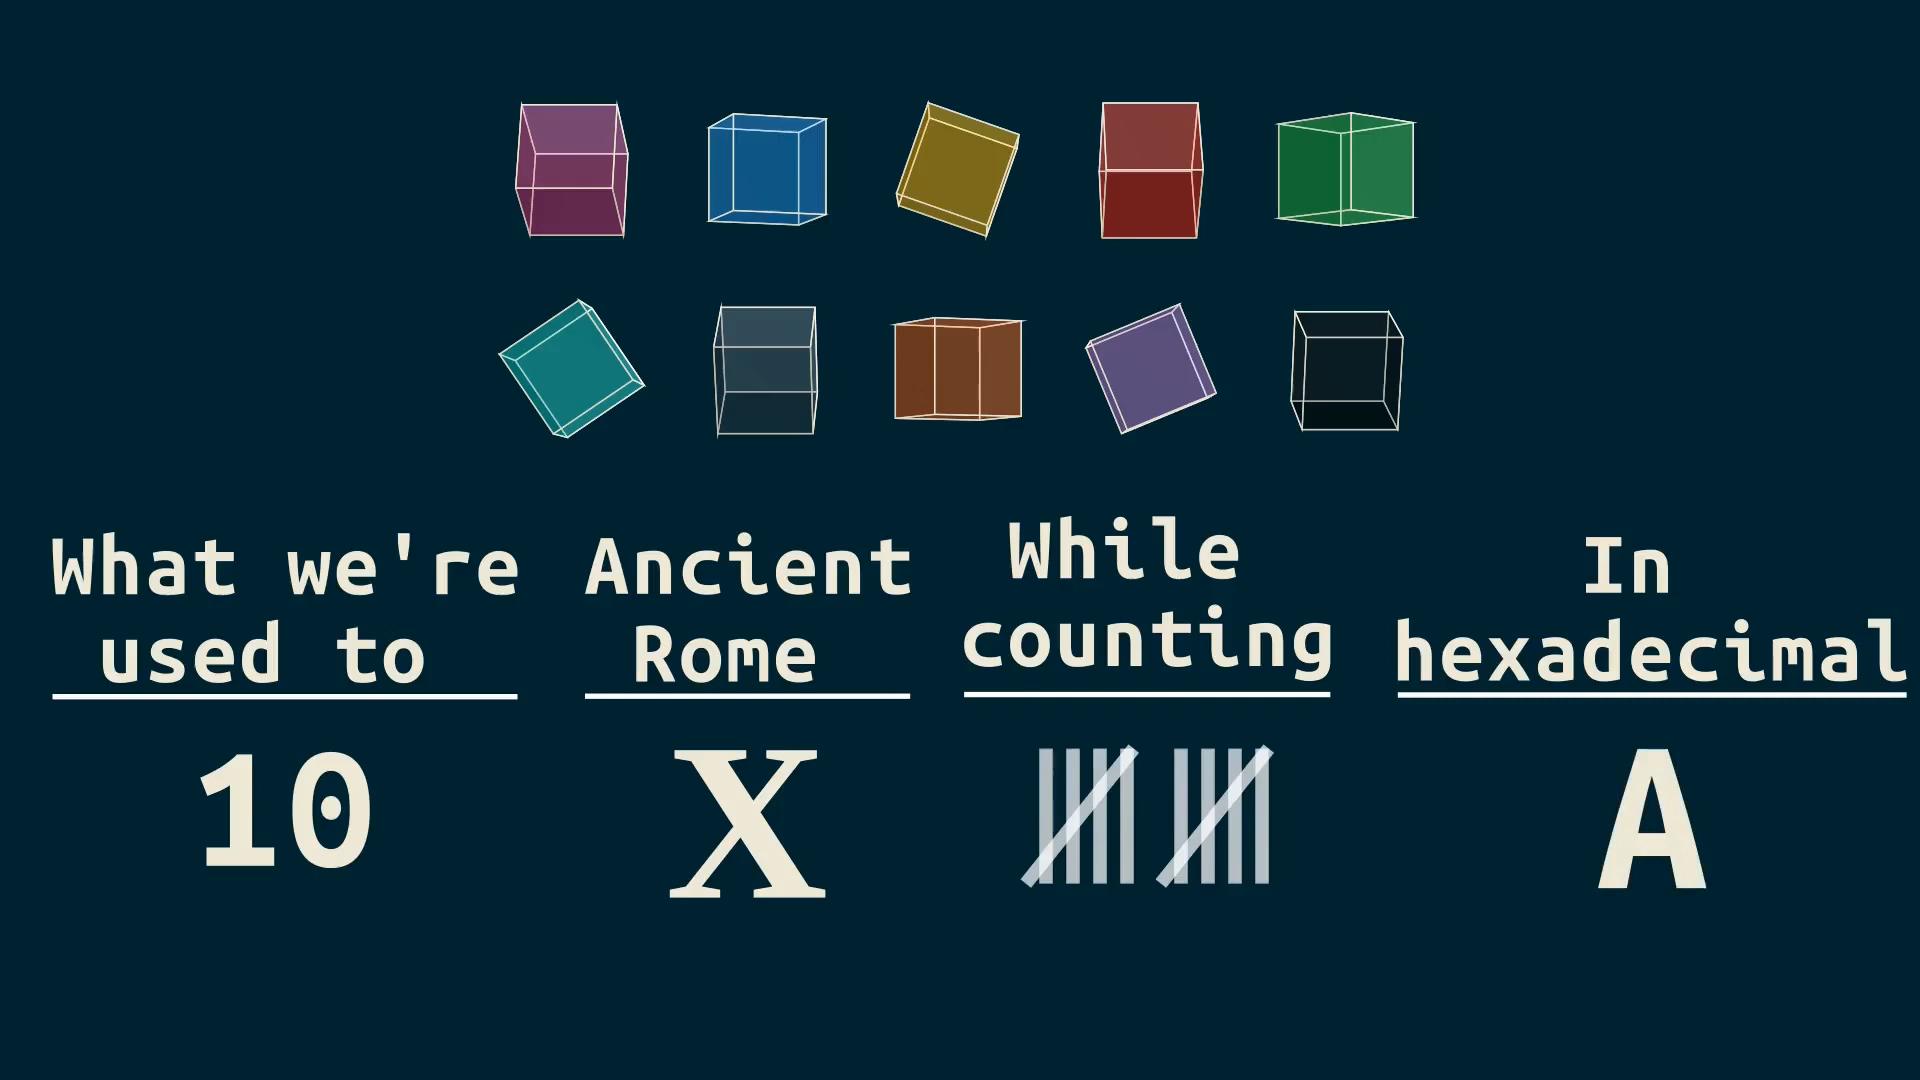 What we're
used to
10
Ancient
Rome
X
While
counting
In
hexadecimal
A